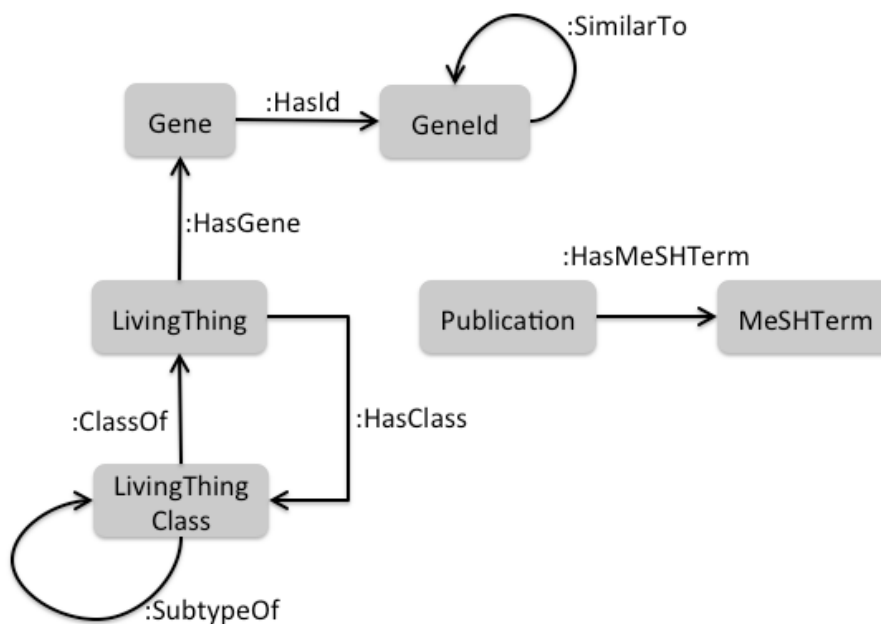 :SimilarTo
:HasId
Gene
GeneId
:HasGene
:HasMeSHTerm
LivingThing
Publication
MeSHTerm
:ClassOf
:HasClass
LivingThing
Class
:SubtypeOf